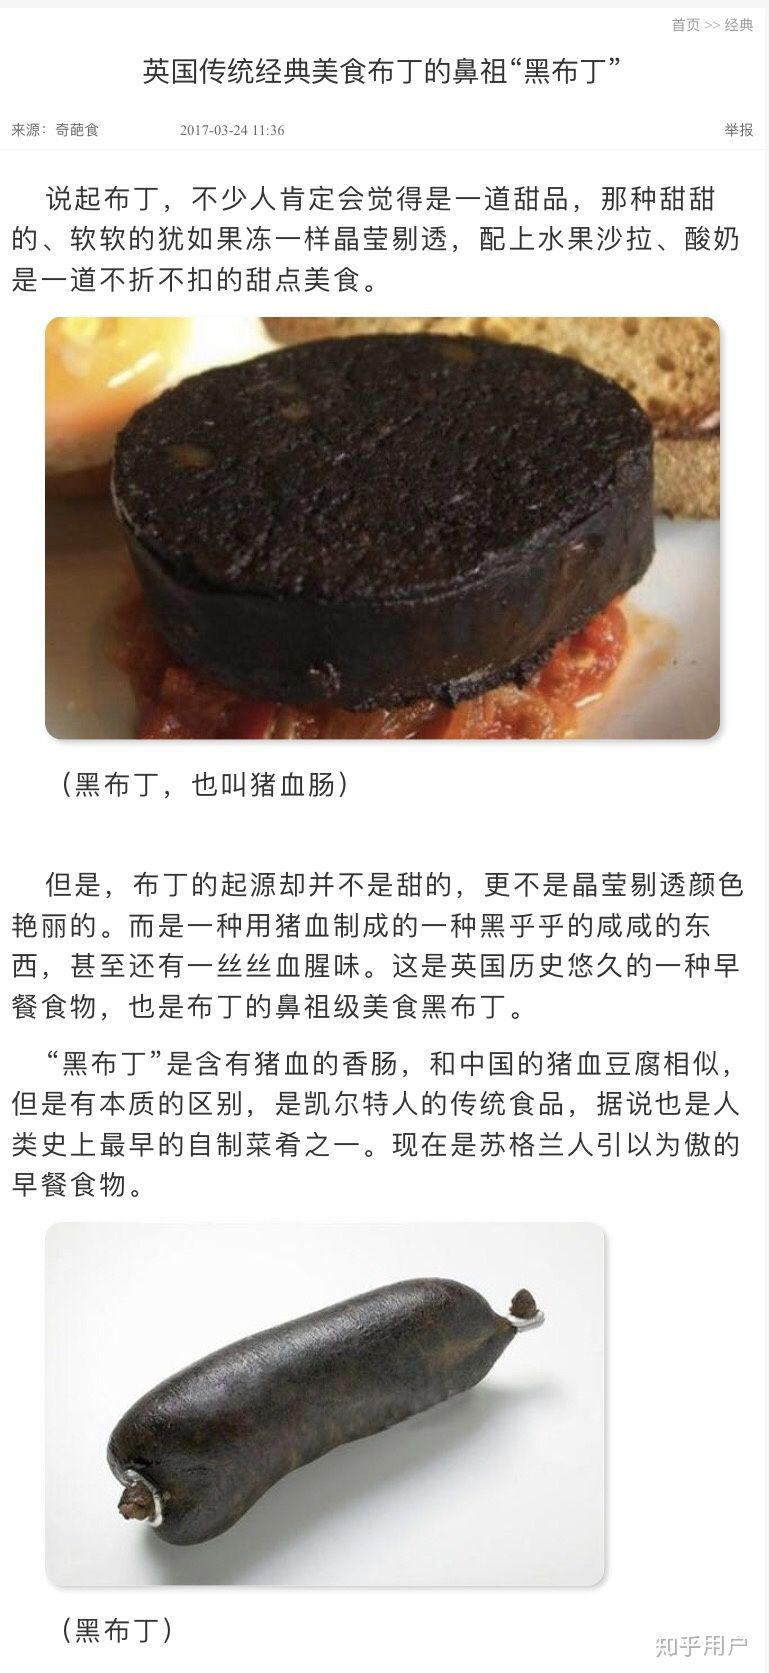 首页 >> 经典
英国传统经典美食布丁的鼻祖“黑布丁”
来源：奇葩食 2017-03-24 11:36 举报
说起布丁，不少人肯定会觉得是一道甜品，那种甜甜
的、软软的犹如果冻一样晶莹剔透，配上水果沙拉、酸奶
是一道不折不扣的甜点美食。
（黑布丁，也叫猪血肠）
但是，布丁的起源却并不是甜的，更不是晶莹剔透颜色
艳丽的。而是一种用猪血制成的一种黑乎乎的咸咸的东
西，甚至还有一丝丝血腥味。这是英国历史悠久的一种早
餐食物，也是布丁的鼻祖级美食黑布丁。
“黑布丁”是含有猪血的香肠，和中国的猪血豆腐相似，
但是有本质的区别，是凯尔特人的传统食品，据说也是人
类史上最早的自制菜肴之一。现在是苏格兰人引以为傲的
早餐食物。
（黑布丁）
知乎用户